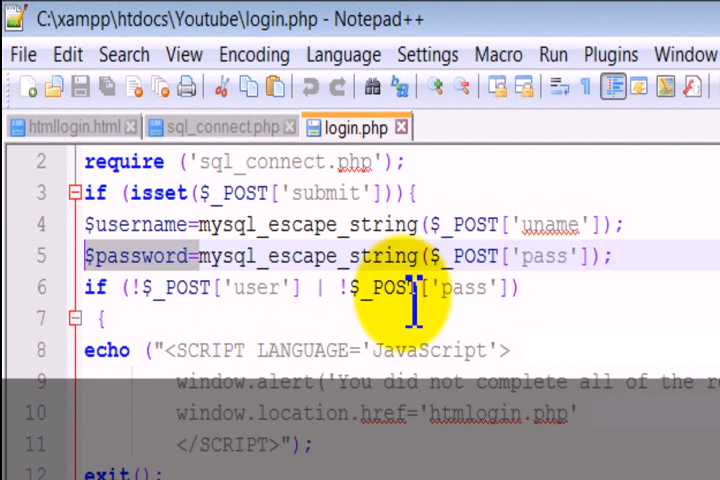 C:\xampp\htdocs\Youtube\login.php - Notepad++
File Edit Search View Encoding Language Settings Macro Run Plugins Window
htmllogin.html sql_connect.php login.php
2 require ('sql_connect.php');
3 if (isset($_POST['submit'])){
4 $username=mysql_escape_string($_POST['uname']);
5 $password=mysql_escape_string($_POST['pass']);
6 if (!$_POST['user'] | !$_POST['pass'])
7 {
8 echo ("<SCRIPT LANGUAGE='JavaScript'>
9 window.alert('You did not complete all of the r
10 window.location.href='htmlogin.php'
11 </SCRIPT>");
12 exit();